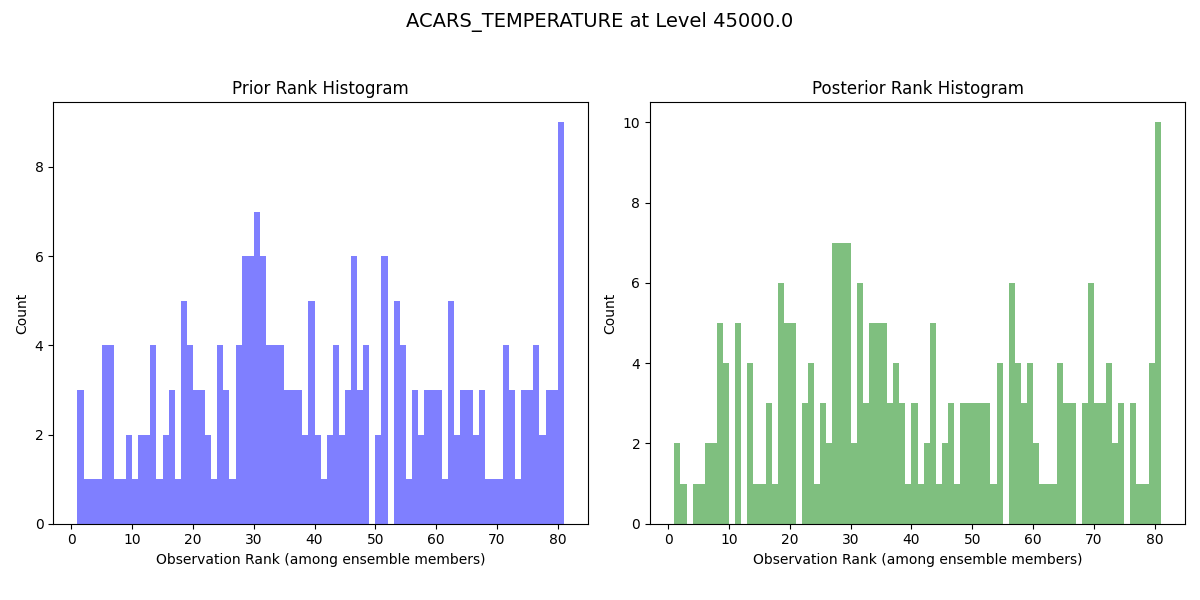 ACARS_TEMPERATURE at Level 45000.0
Prior Rank Histogram
Count
8
6
4
2
0
0 10 20 30 40 50 60 70 80
Observation Rank (among ensemble members)
Posterior Rank Histogram
Count
10
8
6
4
2
0
0 10 20 30 40 50 60 70 80
Observation Rank (among ensemble members)